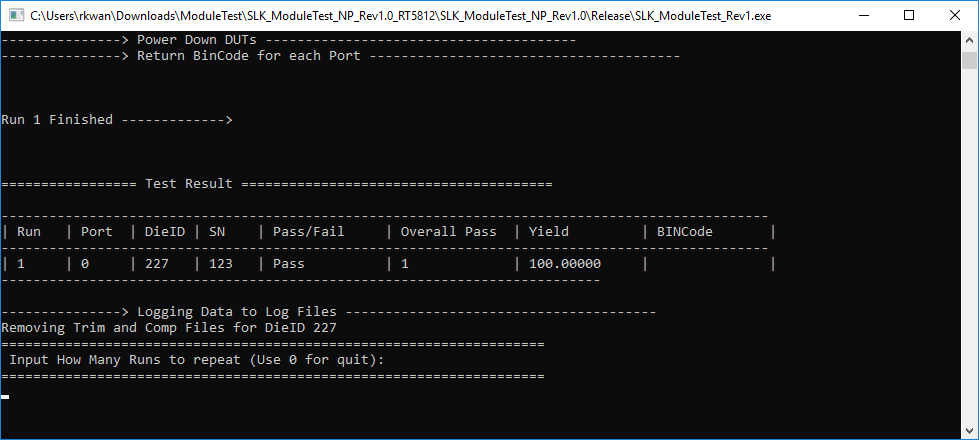 C:\Users\rkwan\Downloads\ModuleTest\SLK_ModuleTest_NP_Rev1.0_RT5812\SLK_ModuleTest_NP_Rev1.0\Release\SLK_ModuleTest_Rev1.exe
---------------> Power Down DUTs ---------------------------------------
---------------> Return BinCode for each Port ---------------------------------------
Run 1 Finished ------------->
================= Test Result =======================================
------------------------------------------------------------------------------------------------
| Run   | Port  | DieID | SN    | Pass/Fail     | Overall Pass  | Yield         | BINCode       |
------------------------------------------------------------------------------------------------
| 1     | 0     | 227   | 123   | Pass          | 1             | 100.00000     |               |
---------------------------------------------------------------------------
---------------> Logging Data to Log Files ---------------------------------------
Removing Trim and Comp Files for DieID 227
====================================================================
 Input How Many Runs to repeat (Use 0 for quit):
====================================================================